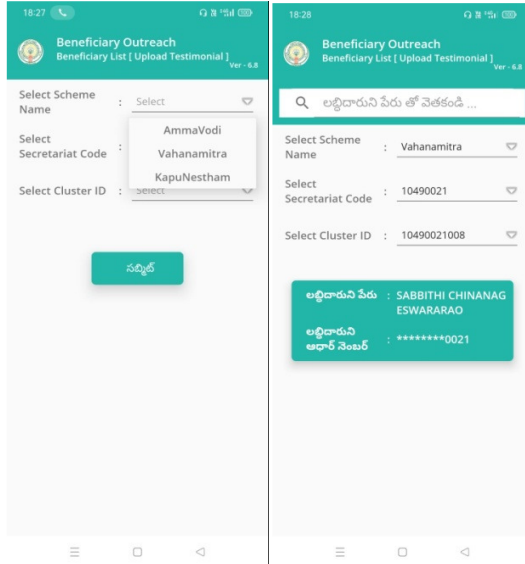 18:27
Beneficiary Outreach
Beneficiary List [ Upload Testimonial ]
Ver - 6.8
Select Scheme
Name : Select
AmmaVodi
Vahanamitra
KapuNestham
Select
Secretariat Code :
Select Cluster ID : Select
సబ్మిట్
18:28
Beneficiary Outreach
Beneficiary List [ Upload Testimonial ]
Ver - 6.8
లబ్ధిదారుని పేరు తో వెతకండి ...
Select Scheme
Name : Vahanamitra
Select
Secretariat Code : 10490021
Select Cluster ID : 10490021008
లబ్ధిదారుని పేరు : SABBITHI CHINANAG
ESWARARAO
లబ్ధిదారుని
ఆధార్ నెంబర్ : ********0021